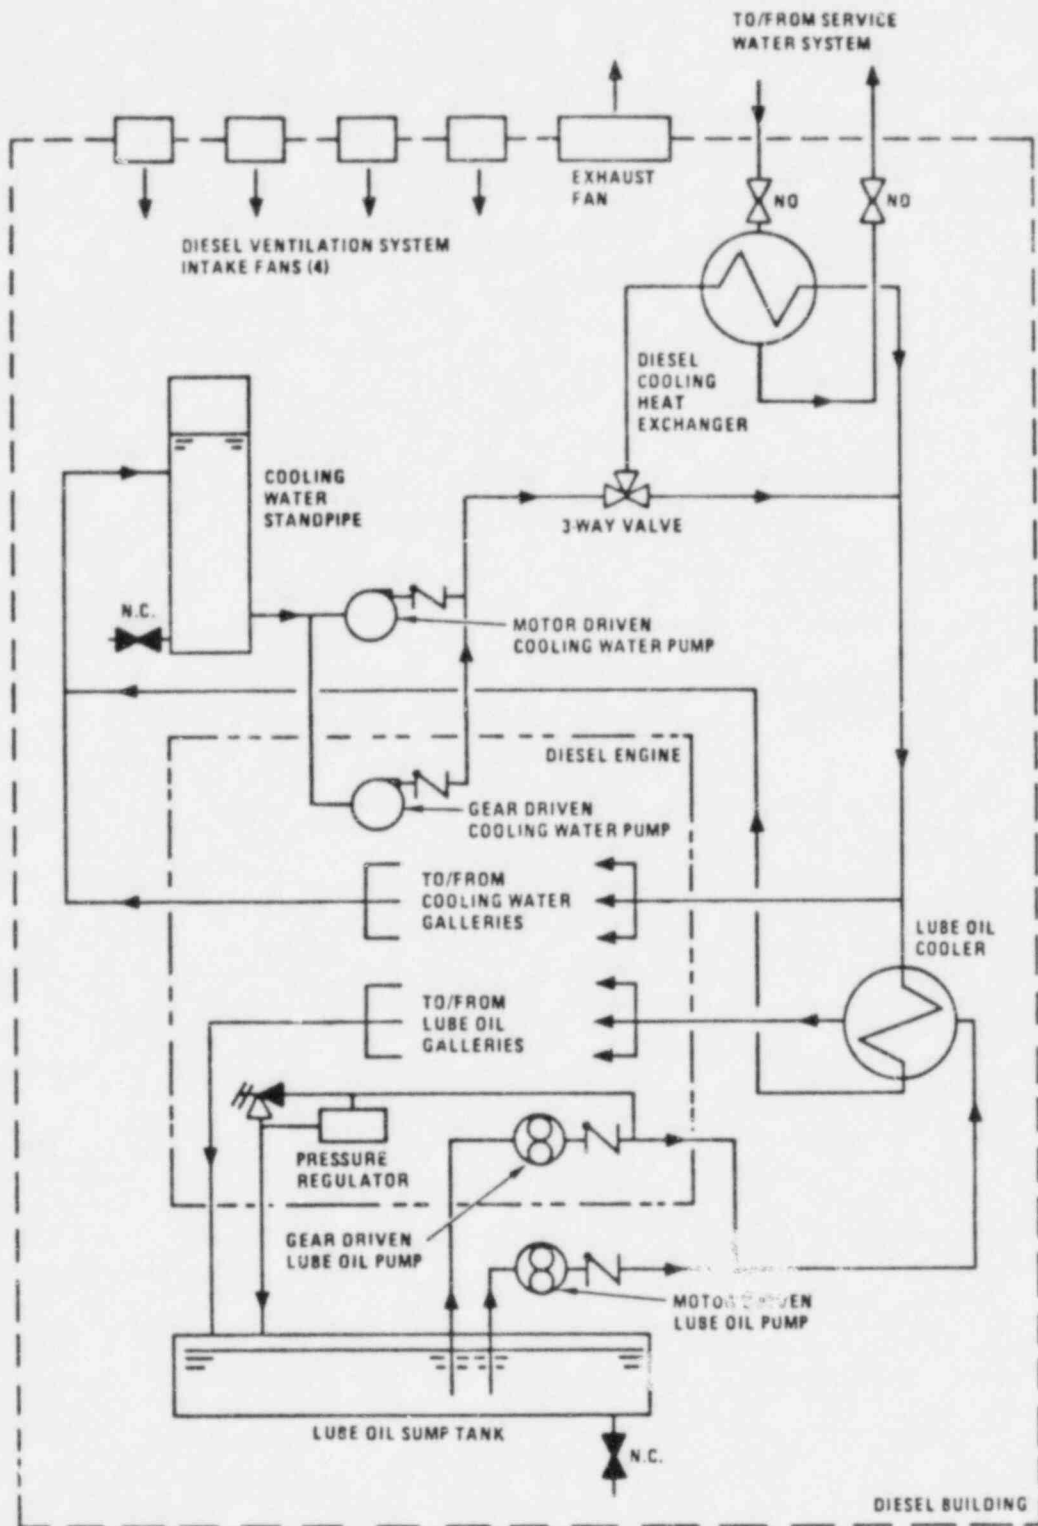 TO/FROM SERVICE
WATER SYSTEM
EXHAUST
FAN
NO
NO
DIESEL VENTILATION SYSTEM
INTAKE FANS (4)
DIESEL
COOLING
HEAT
EXCHANGER
COOLING
WATER
STANDPIPE
3-WAY VALVE
N.C.
MOTOR DRIVEN
COOLING WATER PUMP
DIESEL ENGINE
GEAR DRIVEN
COOLING WATER PUMP
TO/FROM
COOLING WATER
GALLERIES
LUBE OIL
COOLER
TO/FROM
LUBE OIL
GALLERIES
PRESSURE
REGULATOR
GEAR DRIVEN
LUBE OIL PUMP
MOTOR DRIVEN
LUBE OIL PUMP
LUBE OIL SUMP TANK
N.C.
DIESEL BUILDING